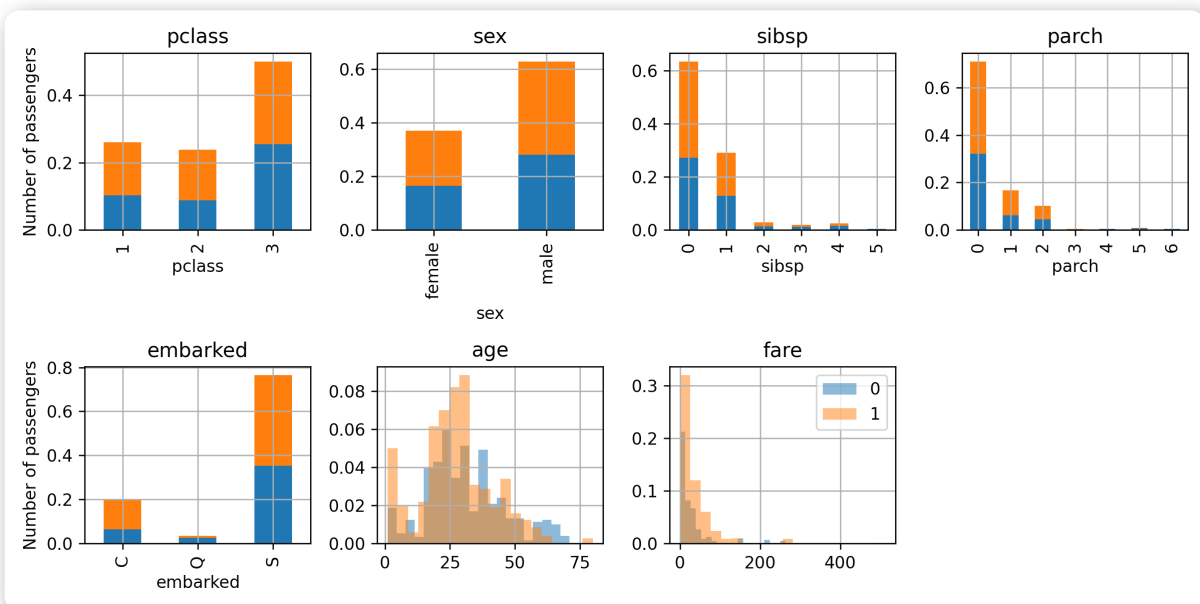 pclass
Number of passengers
0.4
0.2
0.0
1 2 3
pclass
sex
0.6
0.4
0.2
0.0
female male
sex
sibsp
0.6
0.4
0.2
0.0
0 1 2 3 4 5
sibsp
parch
0.6
0.4
0.2
0.0
0 1 2 3 4 5 6
parch
embarked
Number of passengers
0.8
0.6
0.4
0.2
0.0
C Q S
embarked
age
0.08
0.06
0.04
0.02
0.00
0 25 50 75
fare
0.3
0.2
0.1
0.0
0 200 400
0
1